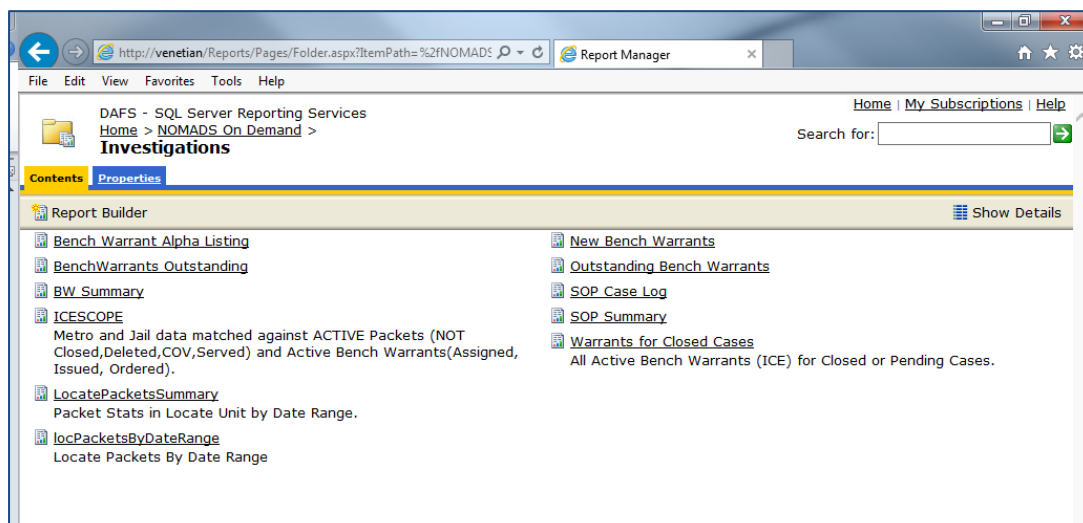 http://venetian/Reports/Pages/Folder.aspx?ItemPath=%2fNOMADS
Report Manager
File Edit View Favorites Tools Help
Home | My Subscriptions | Help
DAFS - SQL Server Reporting Services
Home > NOMADS On Demand >
Investigations
Search for:
Contents Properties
Report Builder
Show Details
Bench Warrant Alpha Listing
BenchWarrants Outstanding
BW Summary
ICESCOPE
Metro and Jail data matched against ACTIVE Packets (NOT
Closed,Deleted,COV,Served) and Active Bench Warrants(Assigned,
Issued, Ordered).
LocatePacketsSummary
Packet Stats in Locate Unit by Date Range.
locPacketsByDateRange
Locate Packets By Date Range
New Bench Warrants
Outstanding Bench Warrants
SOP Case Log
SOP Summary
Warrants for Closed Cases
All Active Bench Warrants (ICE) for Closed or Pending Cases.